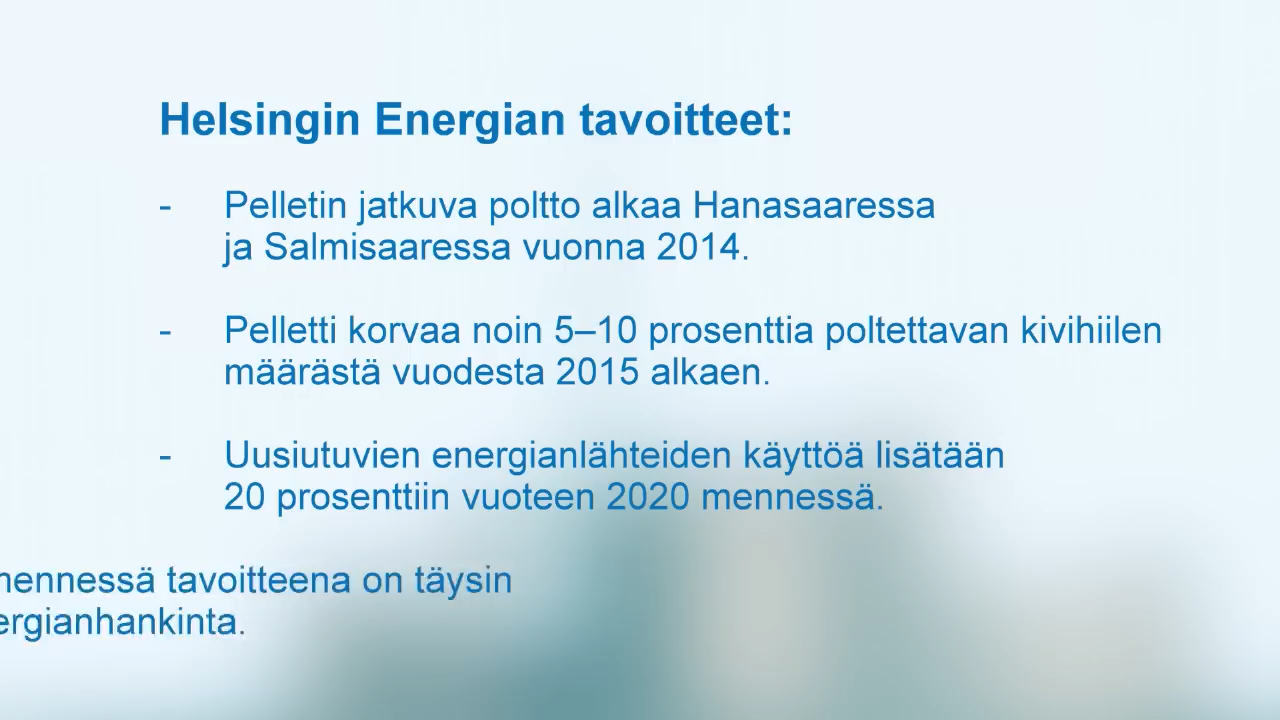 Helsingin Energian tavoitteet:
- Pelletin jatkuva poltto alkaa Hanasaaressa
ja Salmisaaressa vuonna 2014.
- Pelletti korvaa noin 5–10 prosenttia poltettavan kivihiilen
määrästä vuodesta 2015 alkaen.
- Uusiutuvien energianlähteiden käyttöä lisätään
20 prosenttiin vuoteen 2020 mennessä.
mennessä tavoitteena on täysin
ergianhankinta.